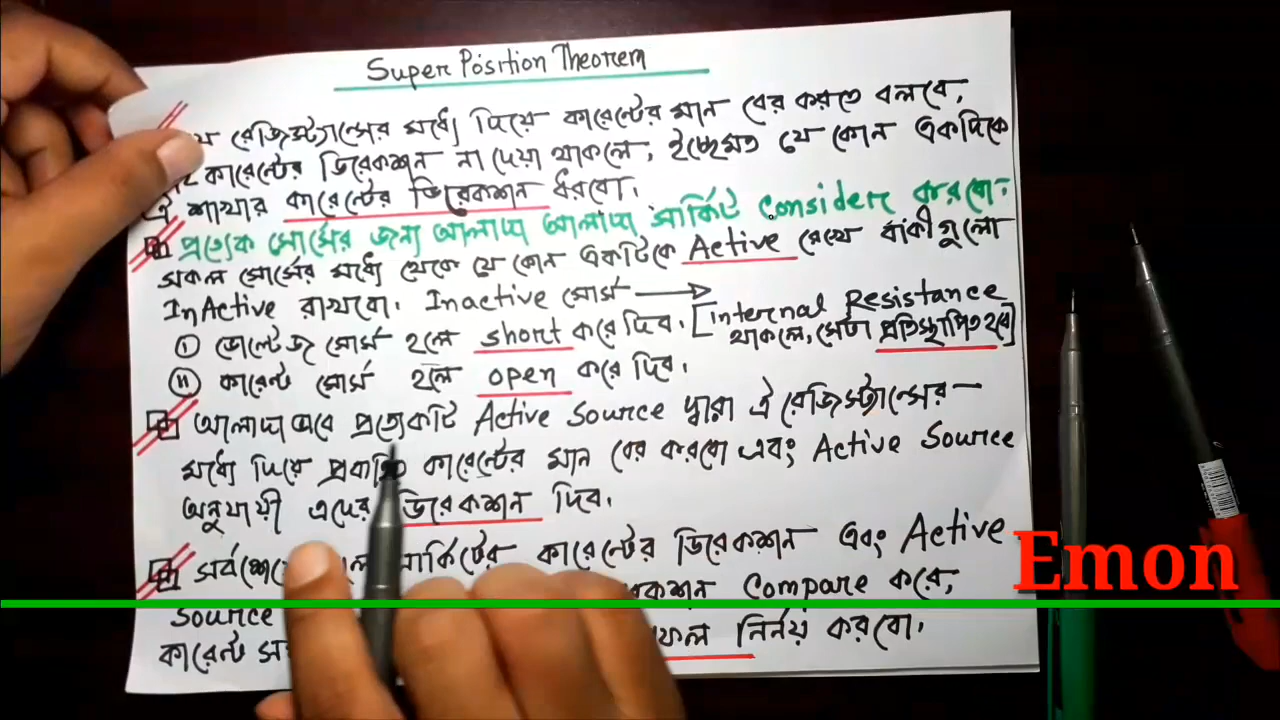 Super Position Theorem
যে রেজিস্ট্যান্সের মধ্যে দিয়ে কারেন্টের মান বের করতে বলবে,
কারেন্টের ডিরেকশন না দেয়া থাকলে, ইচ্ছেমত যে কোন একদিকে
ঐ শাখার কারেন্টের ডিরেকশন ধরবো।
প্রত্যেক সোর্সের জন্য আলাদা আলাদা সার্কিট Consider করবো।
সকল সোর্সের মধ্যে থেকে যে কোন একটিকে Active রেখে বাকীগুলো
InActive রাখবো। Inactive সোর্স
(i) ভোল্টেজ সোর্স হলে short করে দিব। [internal Resistance
থাকলে, সেটা প্রতিস্থাপিত হবে]
(ii) কারেন্ট সোর্স হলে open করে দিব।
আলাদা ভাবে প্রত্যেকটি Active Source দ্বারা ঐ রেজিস্ট্যান্সের
মধ্যে দিয়ে কারেন্টের মান বের করবো এবং Active Source
অনুযায়ী এদের ডিরেকশন দিব।
সার্কিটের কারেন্টের ডিরেকশন এবং Active
Source Compare করে,
কারেন্ট নির্নয় করবো।
Emon